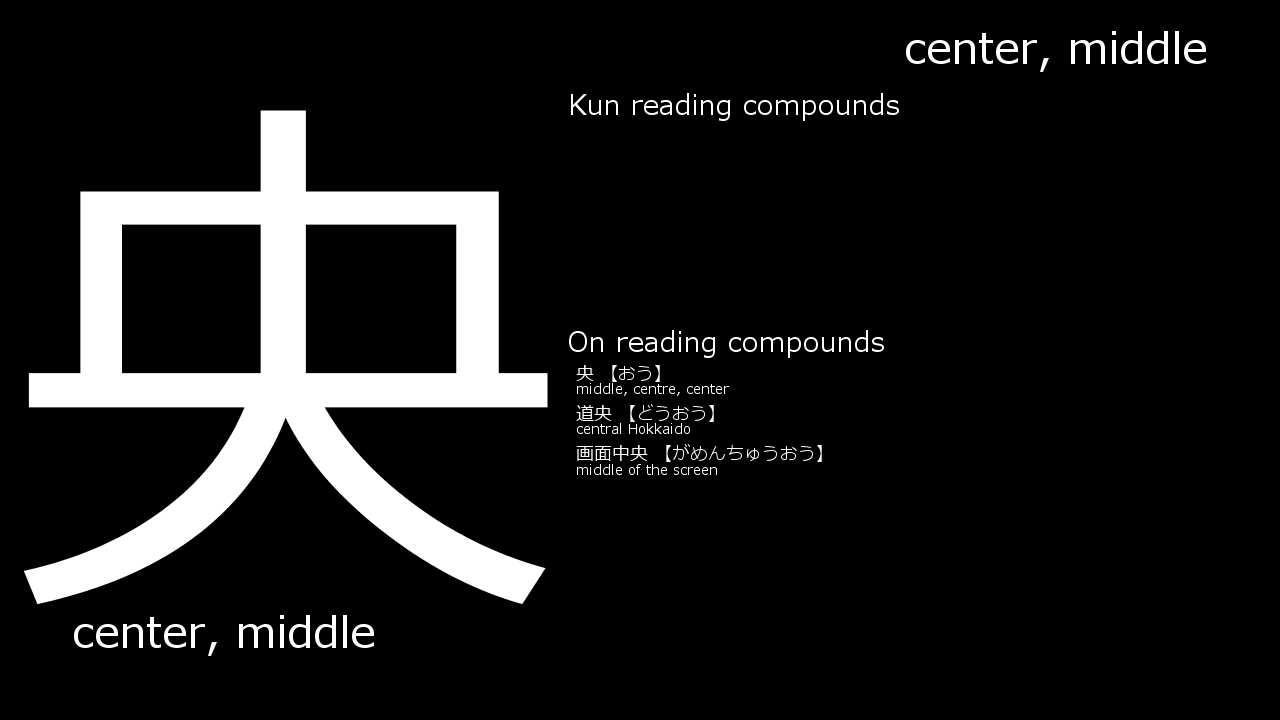 center, middle
Kun reading compounds
央
On reading compounds
央 【おう】
middle, centre, center
道央 【どうおう】
central Hokkaido
画面中央 【がめんちゅうおう】
middle of the screen
center, middle